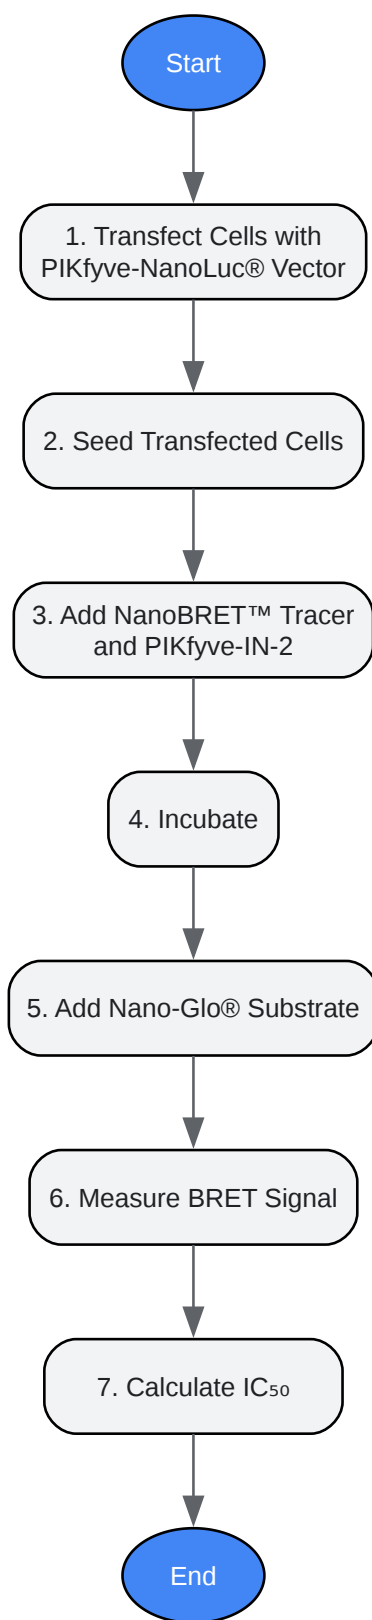 Start
1. Transfect Cells with
PIKfyve-NanoLuc® Vector
2. Seed Transfected Cells
3. Add NanoBRET™ Tracer
and PIKfyve-IN-2
4. Incubate
5. Add Nano-Glo® Substrate
6. Measure BRET Signal
7. Calculate IC₅₀
End